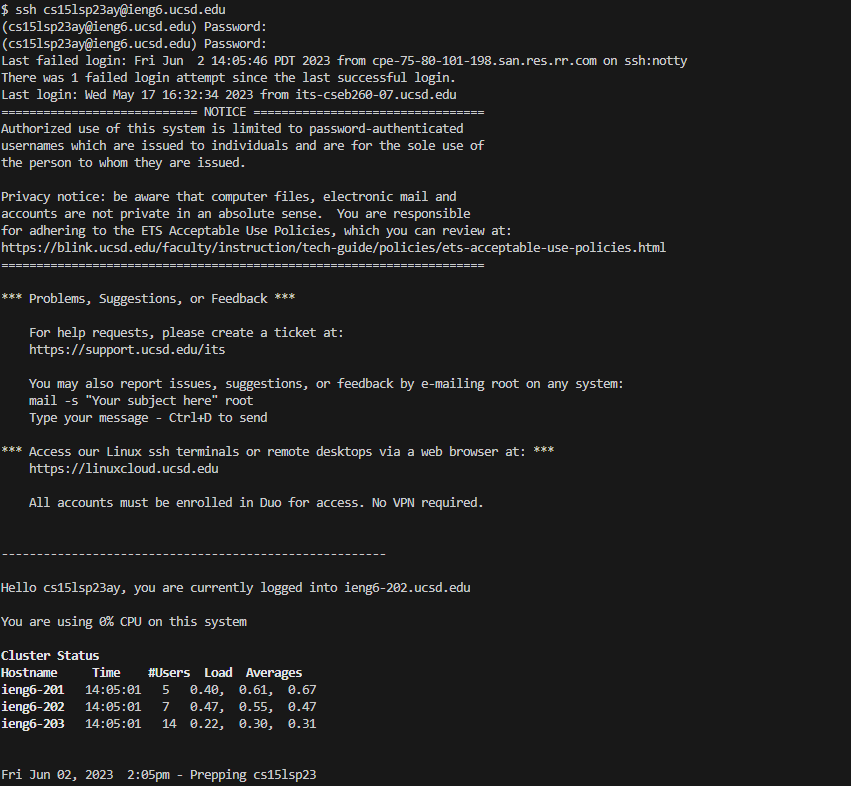 $ ssh cs15lsp23ay@ieng6.ucsd.edu
(cs15lsp23ay@ieng6.ucsd.edu) Password:
(cs15lsp23ay@ieng6.ucsd.edu) Password:
Last failed login: Fri Jun  2 14:05:46 PDT 2023 from cpe-75-80-101-198.san.res.rr.com on ssh:notty
There was 1 failed login attempt since the last successful login.
Last login: Wed May 17 16:32:34 2023 from its-cseb260-07.ucsd.edu
============================ NOTICE =================================
Authorized use of this system is limited to password-authenticated
usernames which are issued to individuals and are for the sole use of
the person to whom they are issued.

Privacy notice: be aware that computer files, electronic mail and
accounts are not private in an absolute sense.  You are responsible
for adhering to the ETS Acceptable Use Policies, which you can review at:
https://blink.ucsd.edu/faculty/instruction/tech-guide/policies/ets-acceptable-use-policies.html
=====================================================================

*** Problems, Suggestions, or Feedback ***

    For help requests, please create a ticket at:
    https://support.ucsd.edu/its

    You may also report issues, suggestions, or feedback by e-mailing root on any system:
    mail -s "Your subject here" root
    Type your message - Ctrl+D to send

*** Access our Linux ssh terminals or remote desktops via a web browser at: ***
    https://linuxcloud.ucsd.edu

    All accounts must be enrolled in Duo for access. No VPN required.

-------------------------------------------------------

Hello cs15lsp23ay, you are currently logged into ieng6-202.ucsd.edu

You are using 0% CPU on this system

Cluster Status
Hostname     Time    #Users  Load  Averages
ieng6-201   14:05:01   5   0.40,  0.61,  0.67
ieng6-202   14:05:01   7   0.47,  0.55,  0.47
ieng6-203   14:05:01   14  0.22,  0.30,  0.31

Fri Jun 02, 2023  2:05pm - Prepping cs15lsp23